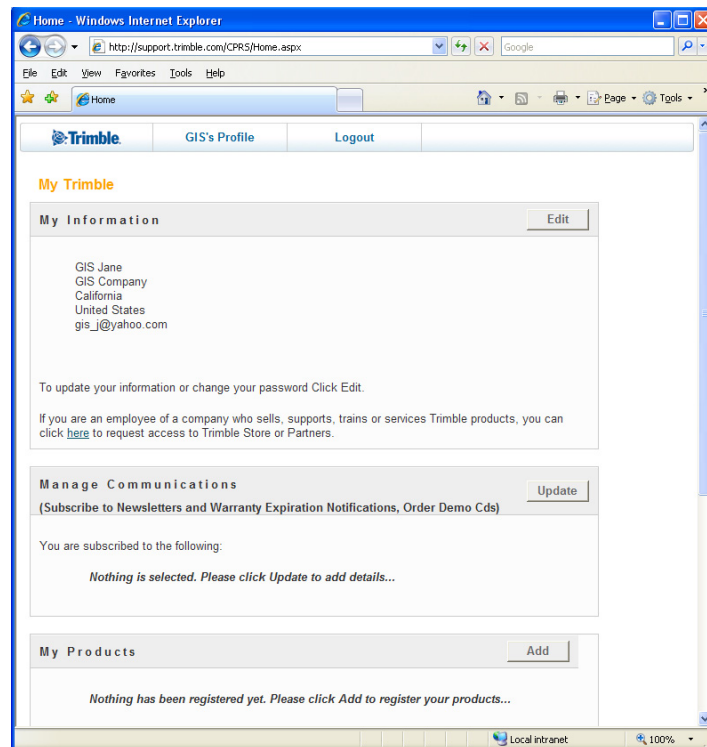 Home - Windows Internet Explorer
http://support.trimble.com/CPRS/Home.aspx
Google
File Edit View Favorites Tools Help
Home
Page Tools
Trimble. GIS's Profile Logout
My Trimble
My Information Edit
GIS Jane
GIS Company
California
United States
gis_j@yahoo.com
To update your information or change your password Click Edit.
If you are an employee of a company who sells, supports, trains or services Trimble products, you can
click here to request access to Trimble Store or Partners.
Manage Communications Update
(Subscribe to Newsletters and Warranty Expiration Notifications, Order Demo Cds)
You are subscribed to the following:
Nothing is selected. Please click Update to add details...
My Products Add
Nothing has been registered yet. Please click Add to register your products...
Local intranet 100%